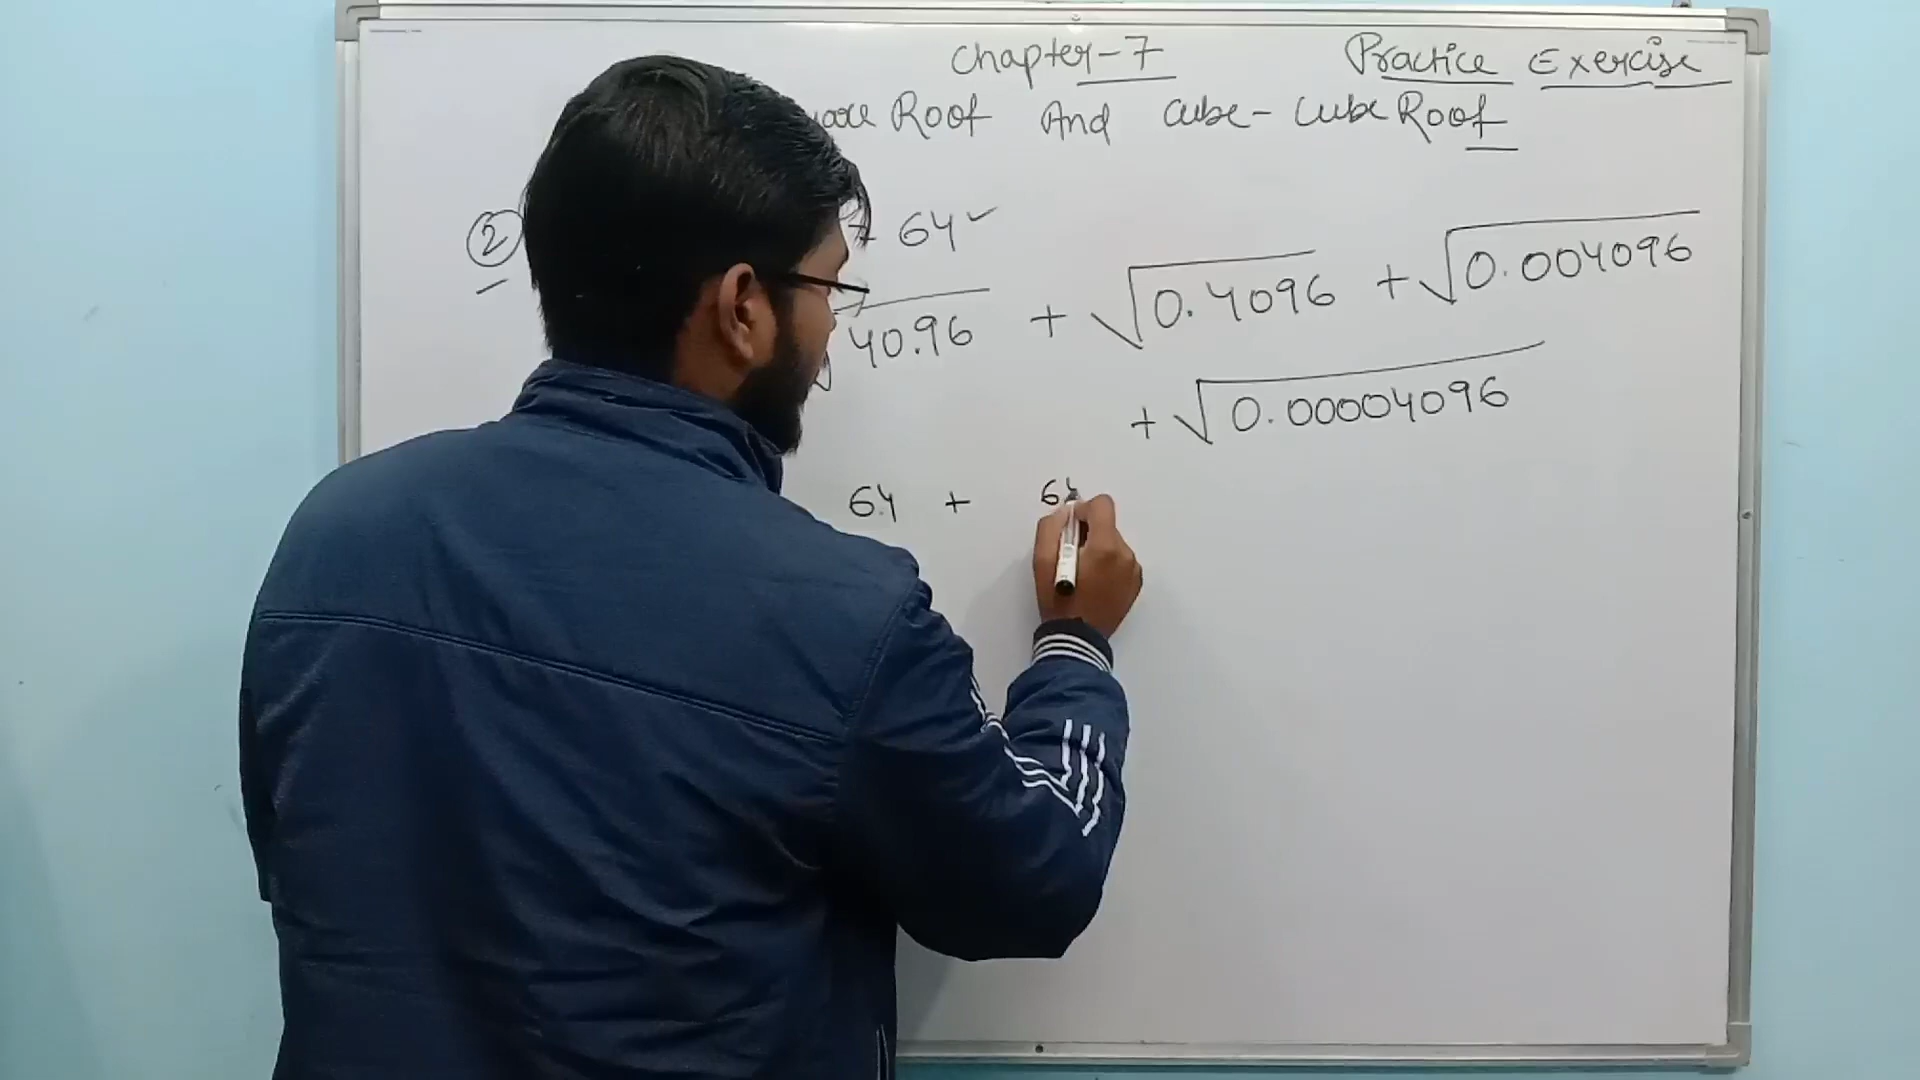 Chapter-7 Practice Exercise
Root And Cube-Cube Root
2 = 64 ✓
√40.96 + √0.4096 + √0.004096
+ √0.00004096
6.4 + 64